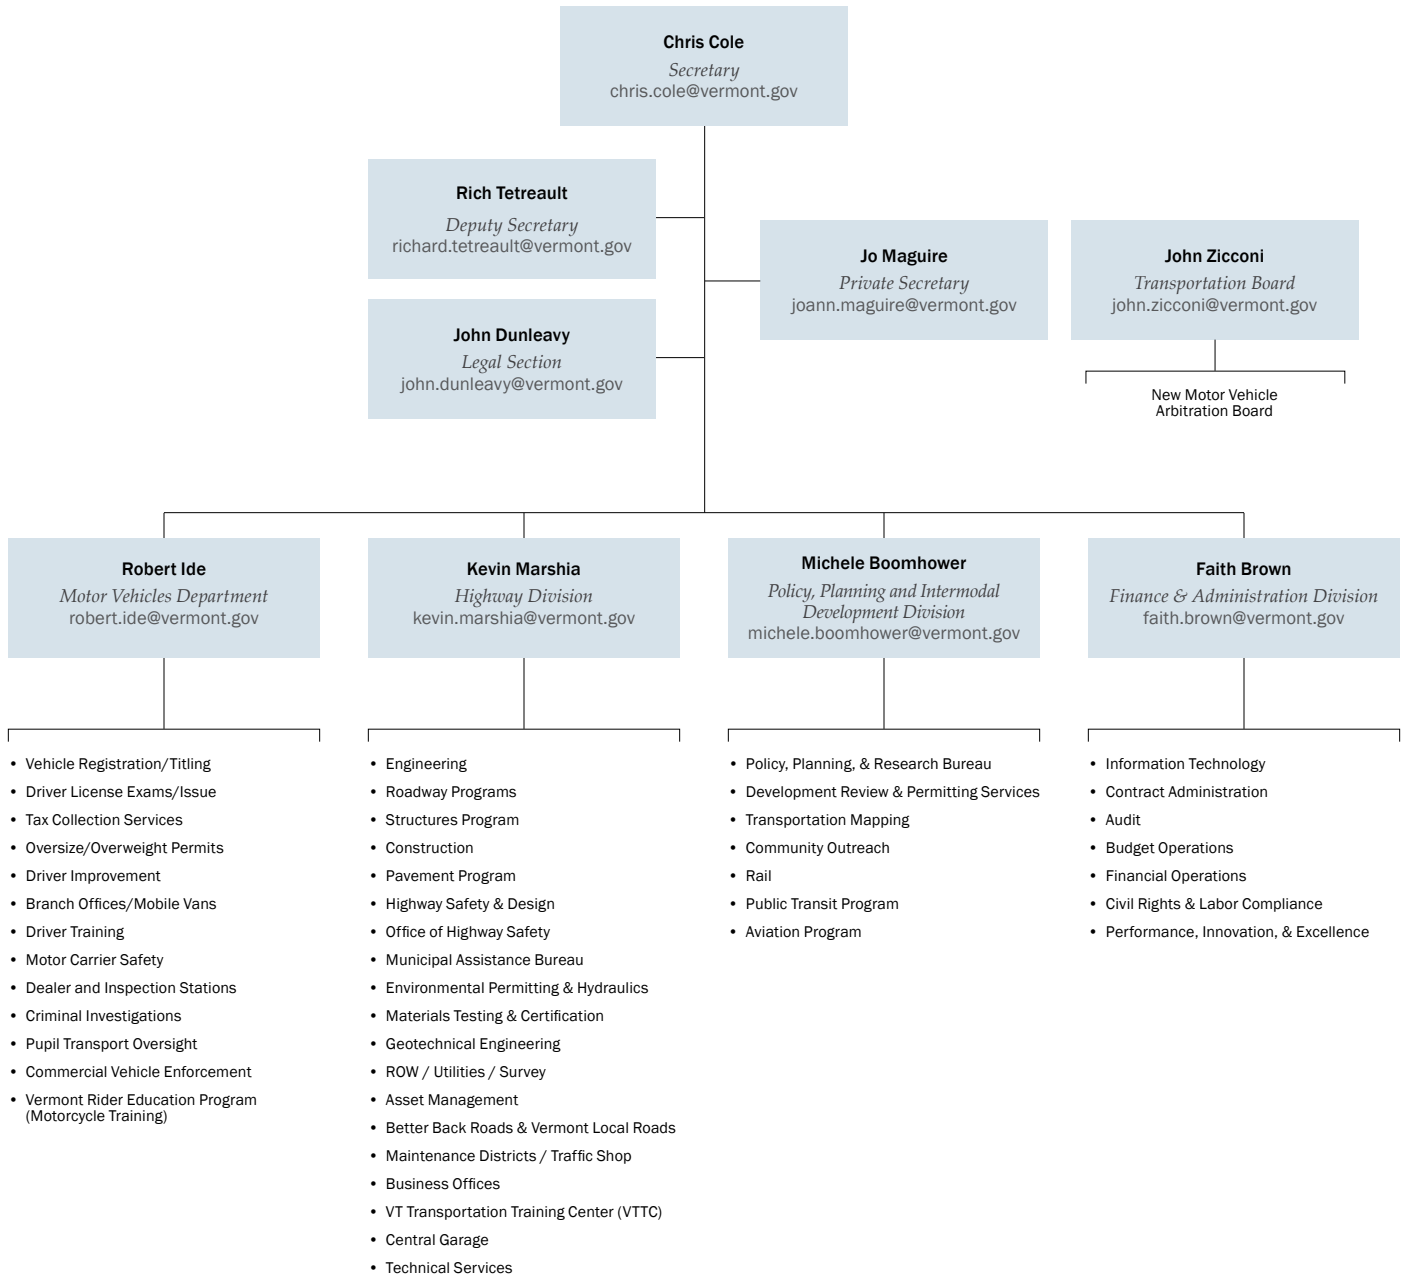 Chris Cole
Secretary
chris.cole@vermont.gov
Rich Tetreault
Deputy Secretary
richard.tetreault@vermont.gov
Jo Maguire
Private Secretary
joann.maguire@vermont.gov
John Zicconi
Transportation Board
john.zicconi@vermont.gov
John Dunleavy
Legal Section
john.dunleavy@vermont.gov
New Motor Vehicle
Arbitration Board
Robert Ide
Motor Vehicles Department
robert.ide@vermont.gov
Kevin Marshia
Highway Division
kevin.marshia@vermont.gov
Michele Boomhower
Policy, Planning and Intermodal
Development Division
michele.boomhower@vermont.gov
Faith Brown
Finance & Administration Division
faith.brown@vermont.gov
• Vehicle Registration/Titling
• Driver License Exams/Issue
• Tax Collection Services
• Oversize/Overweight Permits
• Driver Improvement
• Branch Offices/Mobile Vans
• Driver Training
• Motor Carrier Safety
• Dealer and Inspection Stations
• Criminal Investigations
• Pupil Transport Oversight
• Commercial Vehicle Enforcement
• Vermont Rider Education Program
(Motorcycle Training)
• Engineering
• Roadway Programs
• Structures Program
• Construction
• Pavement Program
• Highway Safety & Design
• Office of Highway Safety
• Municipal Assistance Bureau
• Environmental Permitting & Hydraulics
• Materials Testing & Certification
• Geotechnical Engineering
• ROW / Utilities / Survey
• Asset Management
• Better Back Roads & Vermont Local Roads
• Maintenance Districts / Traffic Shop
• Business Offices
• VT Transportation Training Center (VTTC)
• Central Garage
• Technical Services
• Policy, Planning, & Research Bureau
• Development Review & Permitting Services
• Transportation Mapping
• Community Outreach
• Rail
• Public Transit Program
• Aviation Program
• Information Technology
• Contract Administration
• Audit
• Budget Operations
• Financial Operations
• Civil Rights & Labor Compliance
• Performance, Innovation, & Excellence